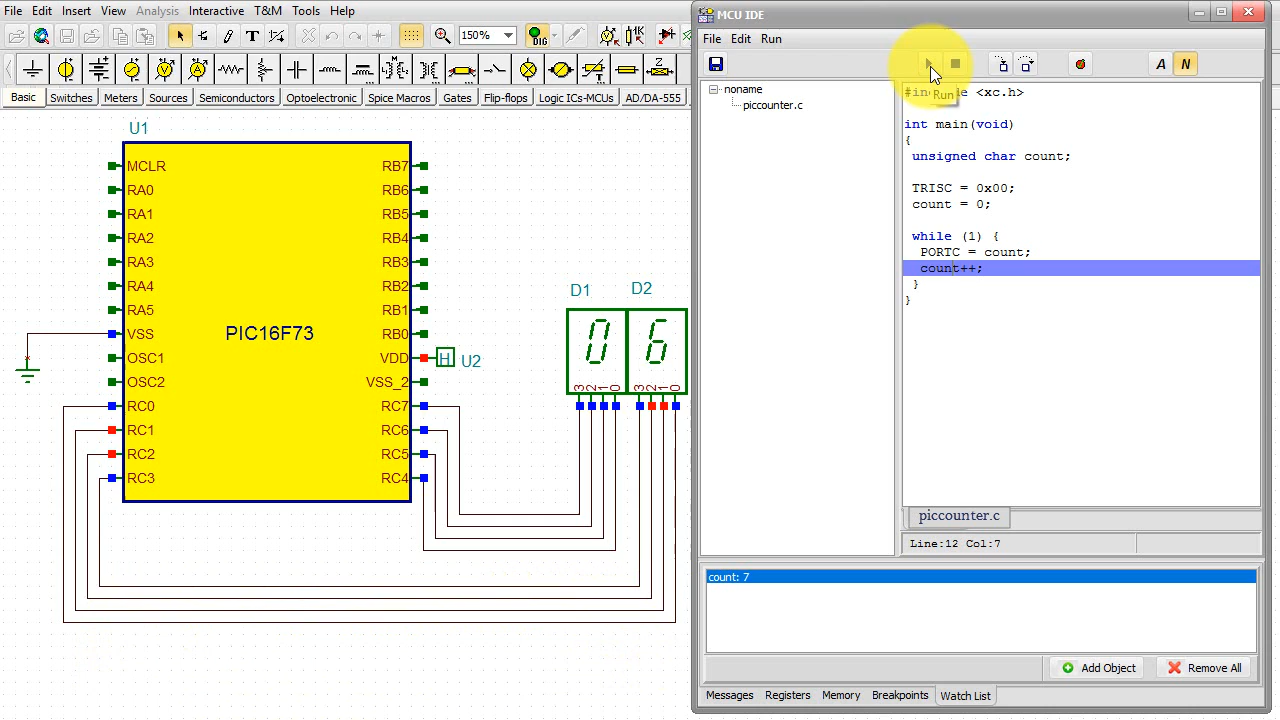 File Edit Insert View Analysis Interactive T&M Tools Help
MCU IDE
File Edit Run
150%
DIG
1K
A N
Run
Basic Switches Meters Sources Semiconductors Optoelectronic Spice Macros Gates Flip-flops Logic ICs-MCUs AD/DA-555
noname
piccounter.c
<xc.h>
int main(void)
{
unsigned char count;
TRISC = 0x00;
count = 0;
while (1) {
PORTC = count;
count++;
}
}
U1
MCLR RB7
RA0 RB6
RA1 RB5
RA2 RB4
RA3 RB3
RA4 RB2
RA5 RB1
VSS PIC16F73 RB0
OSC1 VDD H U2
OSC2 VSS_2
RC0 RC7
RC1 RC6
RC2 RC5
RC3 RC4
D1 D2
0 6
3 2 1 0 3 2 1 0
piccounter.c
Line:12 Col:7
count: 7
Add Object Remove All
Messages Registers Memory Breakpoints Watch List